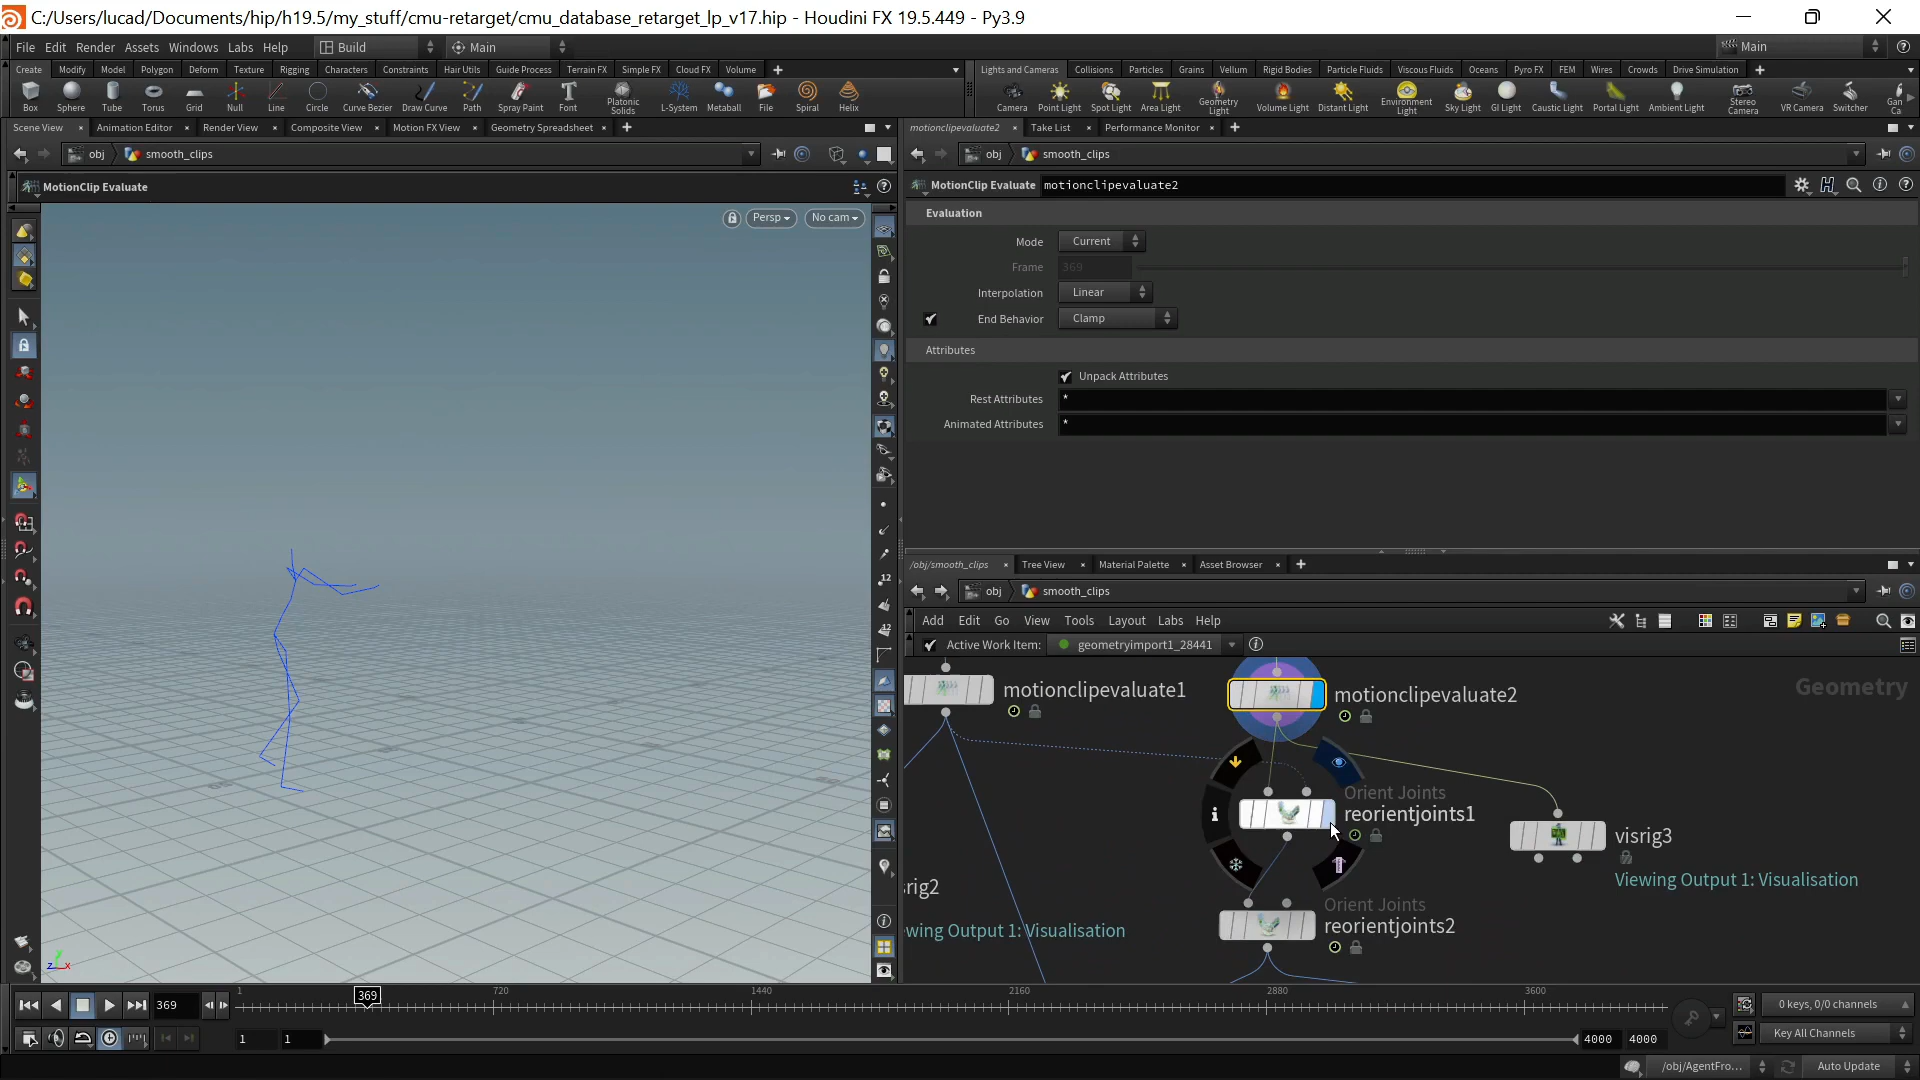 C:/Users/lucad/Documents/hip/h19.5/my_stuff/cmu-retarget/cmu_database_retarget_lp_v17.hip - Houdini FX 19.5.449 - Py3.9
File Edit Render Assets Windows Labs Help Build Main Main
Create Modify Model Polygon Deform Texture Rigging Characters Constraints Hair Utils Guide Process Terrain FX Simple FX Cloud FX Volume
Lights and Cameras Collisions Particles Grains Vellum Rigid Bodies Particle Fluids Viscous Fluids Oceans Pyro FX FEM Wires Crowds Drive Simulation
Box Sphere Tube Torus Grid Null Line Circle Curve Bezier Draw Curve Path Spray Paint Font Platonic Solids L-System Metaball File Spiral Helix
Camera Point Light Spot Light Area Light Geometry Light Volume Light Distant Light Environment Light Sky Light GI Light Caustic Light Portal Light Ambient Light Stereo Camera VR Camera Switcher
Scene View Animation Editor Render View Composite View Motion FX View Geometry Spreadsheet
motionclipevaluate2 Take List Performance Monitor
obj smooth_clips
obj smooth_clips
MotionClip Evaluate
MotionClip Evaluate motionclipevaluate2
Persp No cam
Evaluation
Mode Current
Frame 369
Interpolation Linear
End Behavior Clamp
Attributes
Unpack Attributes
Rest Attributes *
Animated Attributes *
/obj/smooth_clips Tree View Material Palette Asset Browser
obj smooth_clips
Add Edit Go View Tools Layout Labs Help
Active Work Item: geometryimport1_28441
motionclipevaluate1
motionclipevaluate2
Geometry
Orient Joints
reorientjoints1
visrig3
Viewing Output 1: Visualisation
srig2
Orient Joints
reorientjoints2
ewing Output 1: Visualisation
369 1 369 720 1440 2160 2880 3600
0 keys, 0/0 channels
1 1 4000 4000
Key All Channels
/obj/AgentFro... Auto Update